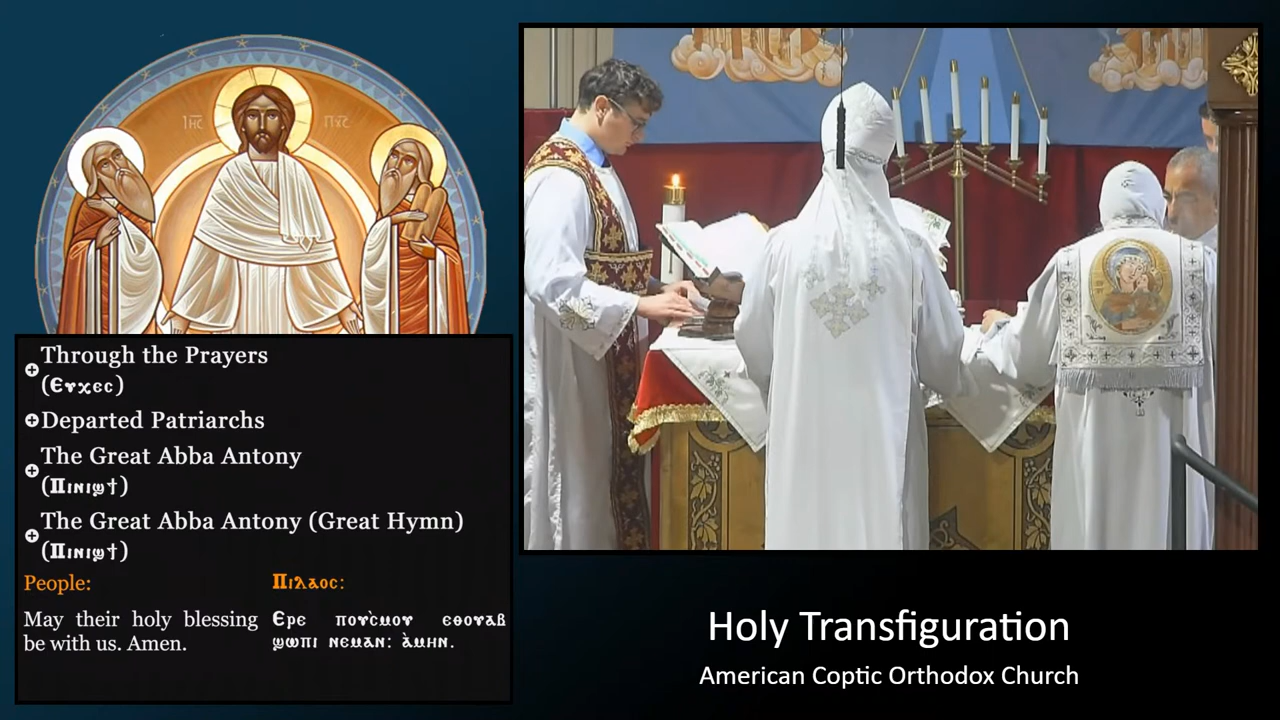 ΙΗ̅C̅ Π̅Χ̅C̅
Through the Prayers
(Ⲉⲩⲭⲉⲥ)
Departed Patriarchs
The Great Abba Antony
(Ⲡⲓⲛⲓϣϯ)
The Great Abba Antony (Great Hymn)
(Ⲡⲓⲛⲓϣϯ)
People:
May their holy blessing
be with us. Amen.
Ⲡⲓⲗⲁⲟⲥ:
Ⲉⲣⲉ ⲡⲟⲩⲥ̀ⲙⲟⲩ ⲉⲑⲟⲩⲁⲃ
ϣⲱⲡⲓ ⲛⲉⲙⲁⲛ: ⲁ̀ⲙⲏⲛ.
Holy Transfiguration
American Coptic Orthodox Church